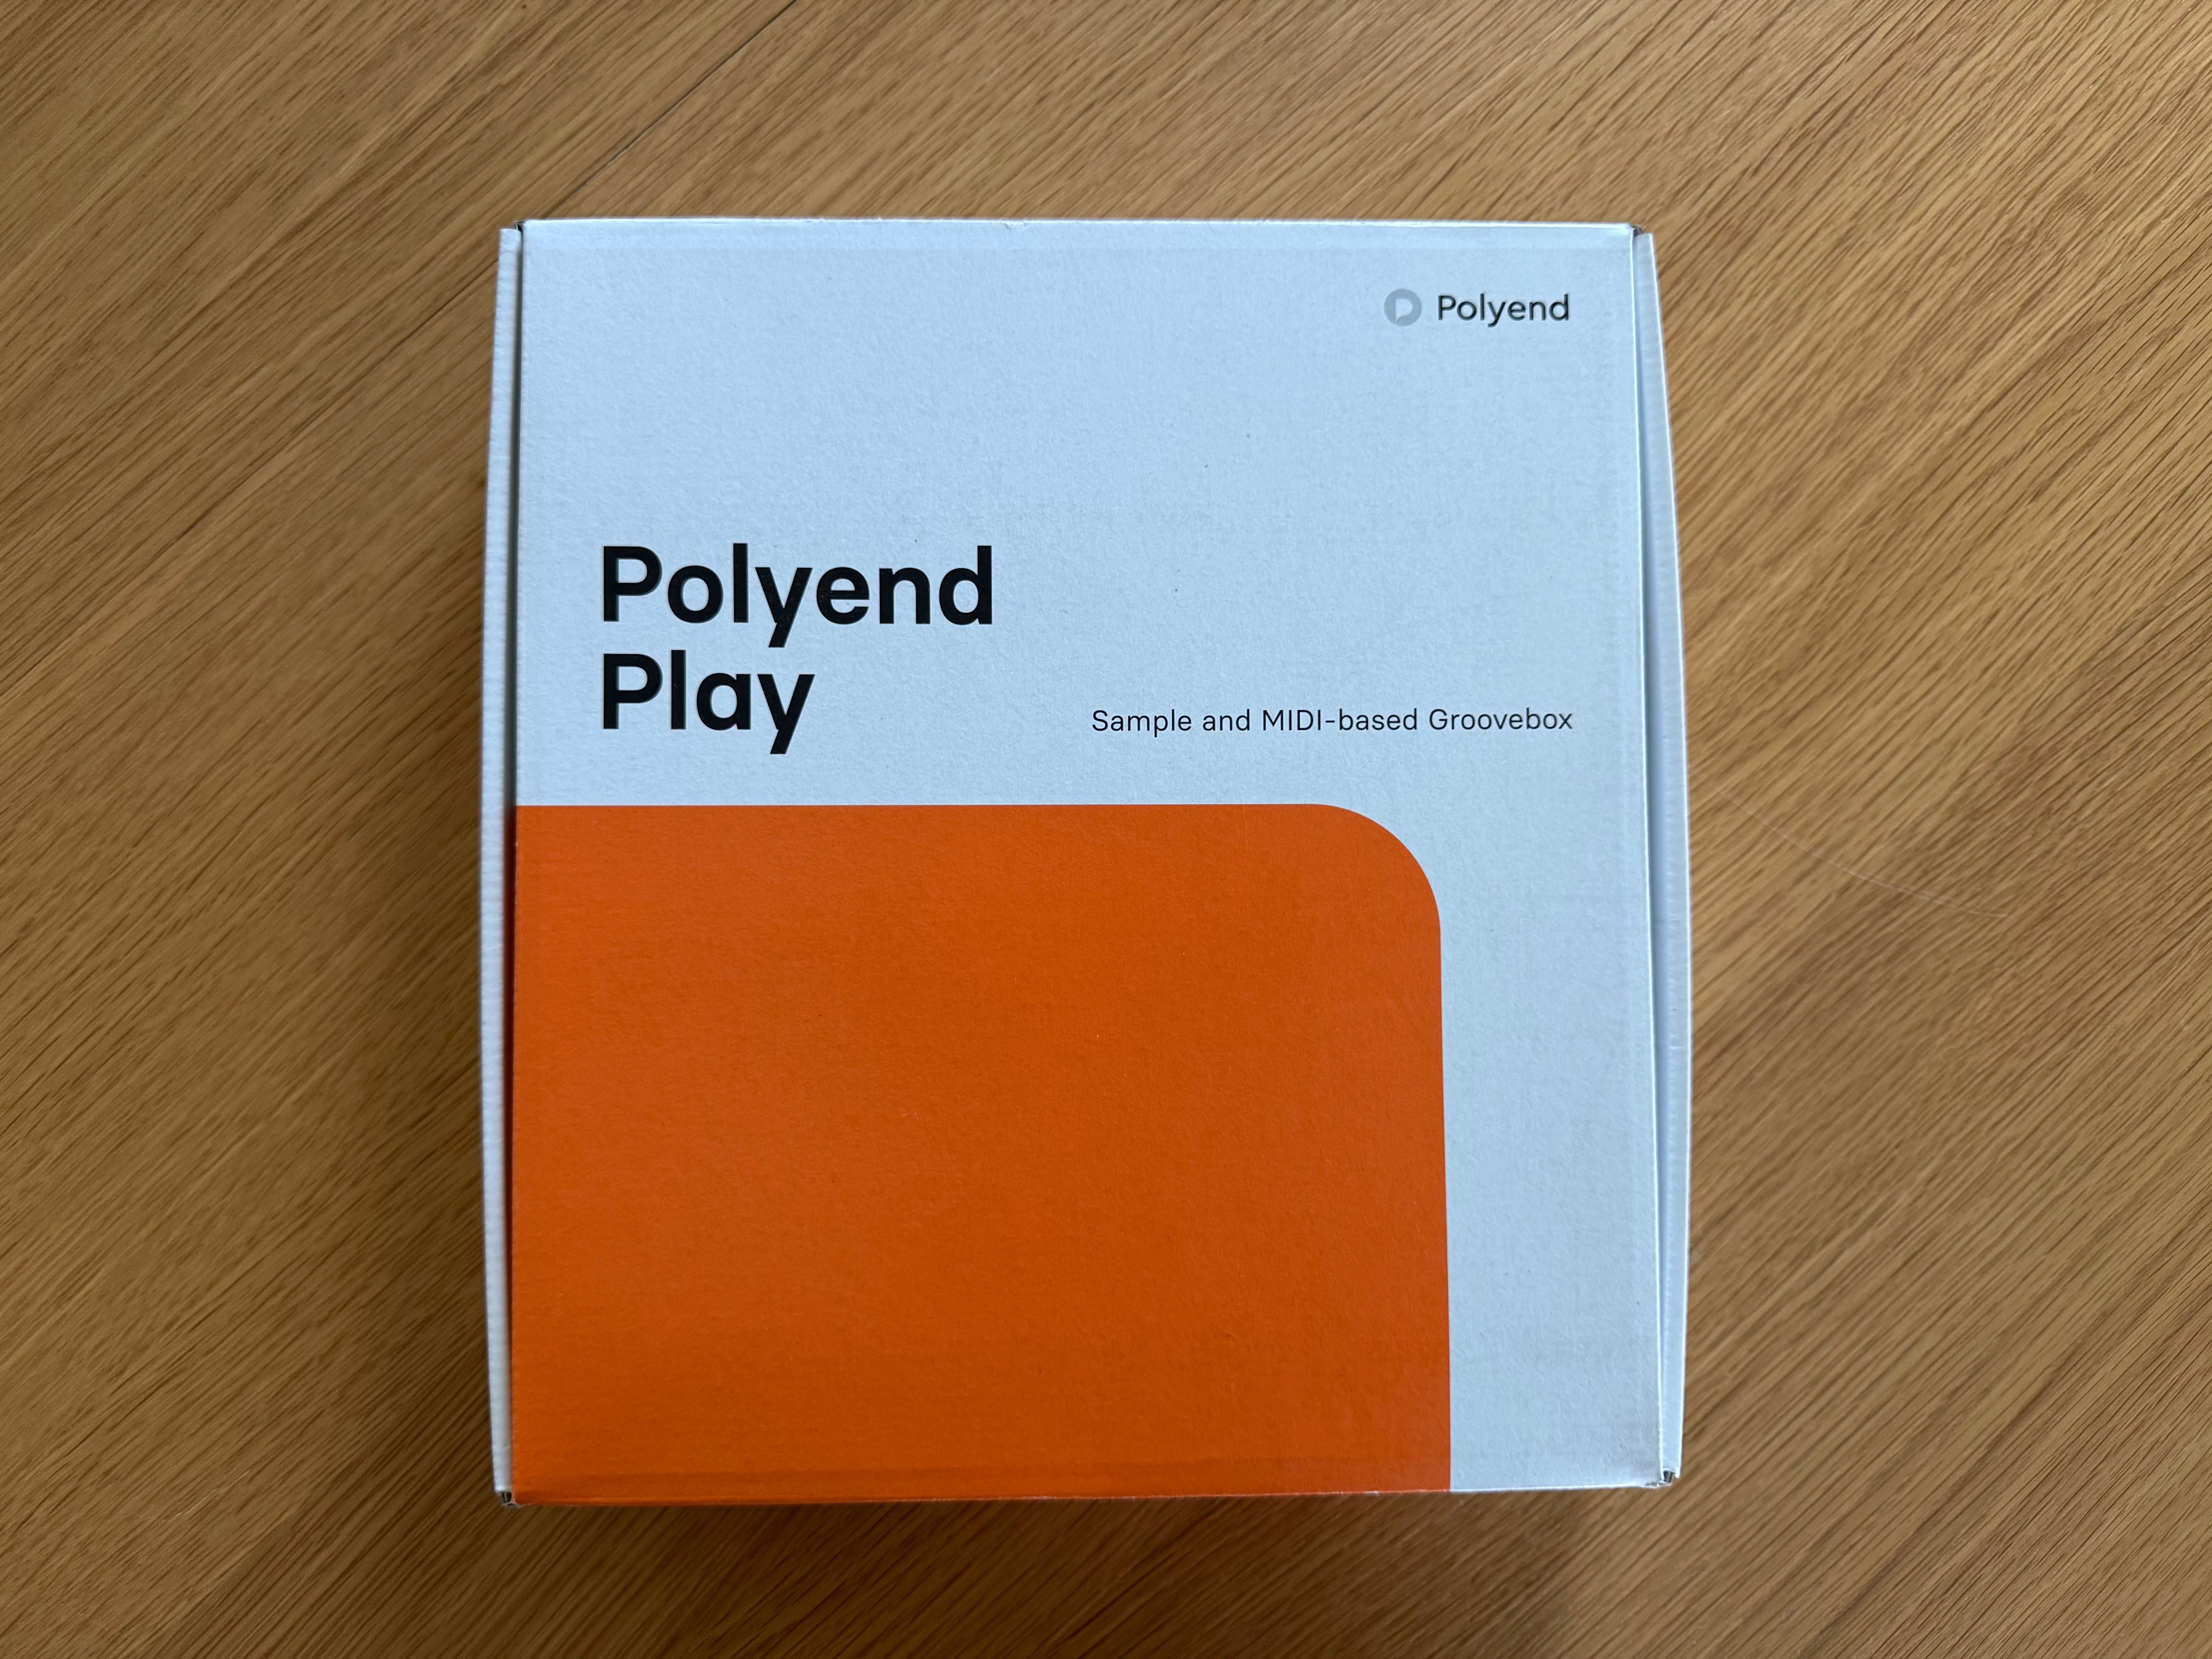 Polyend
Polyend
Play
Sample and MIDI-based Groovebox